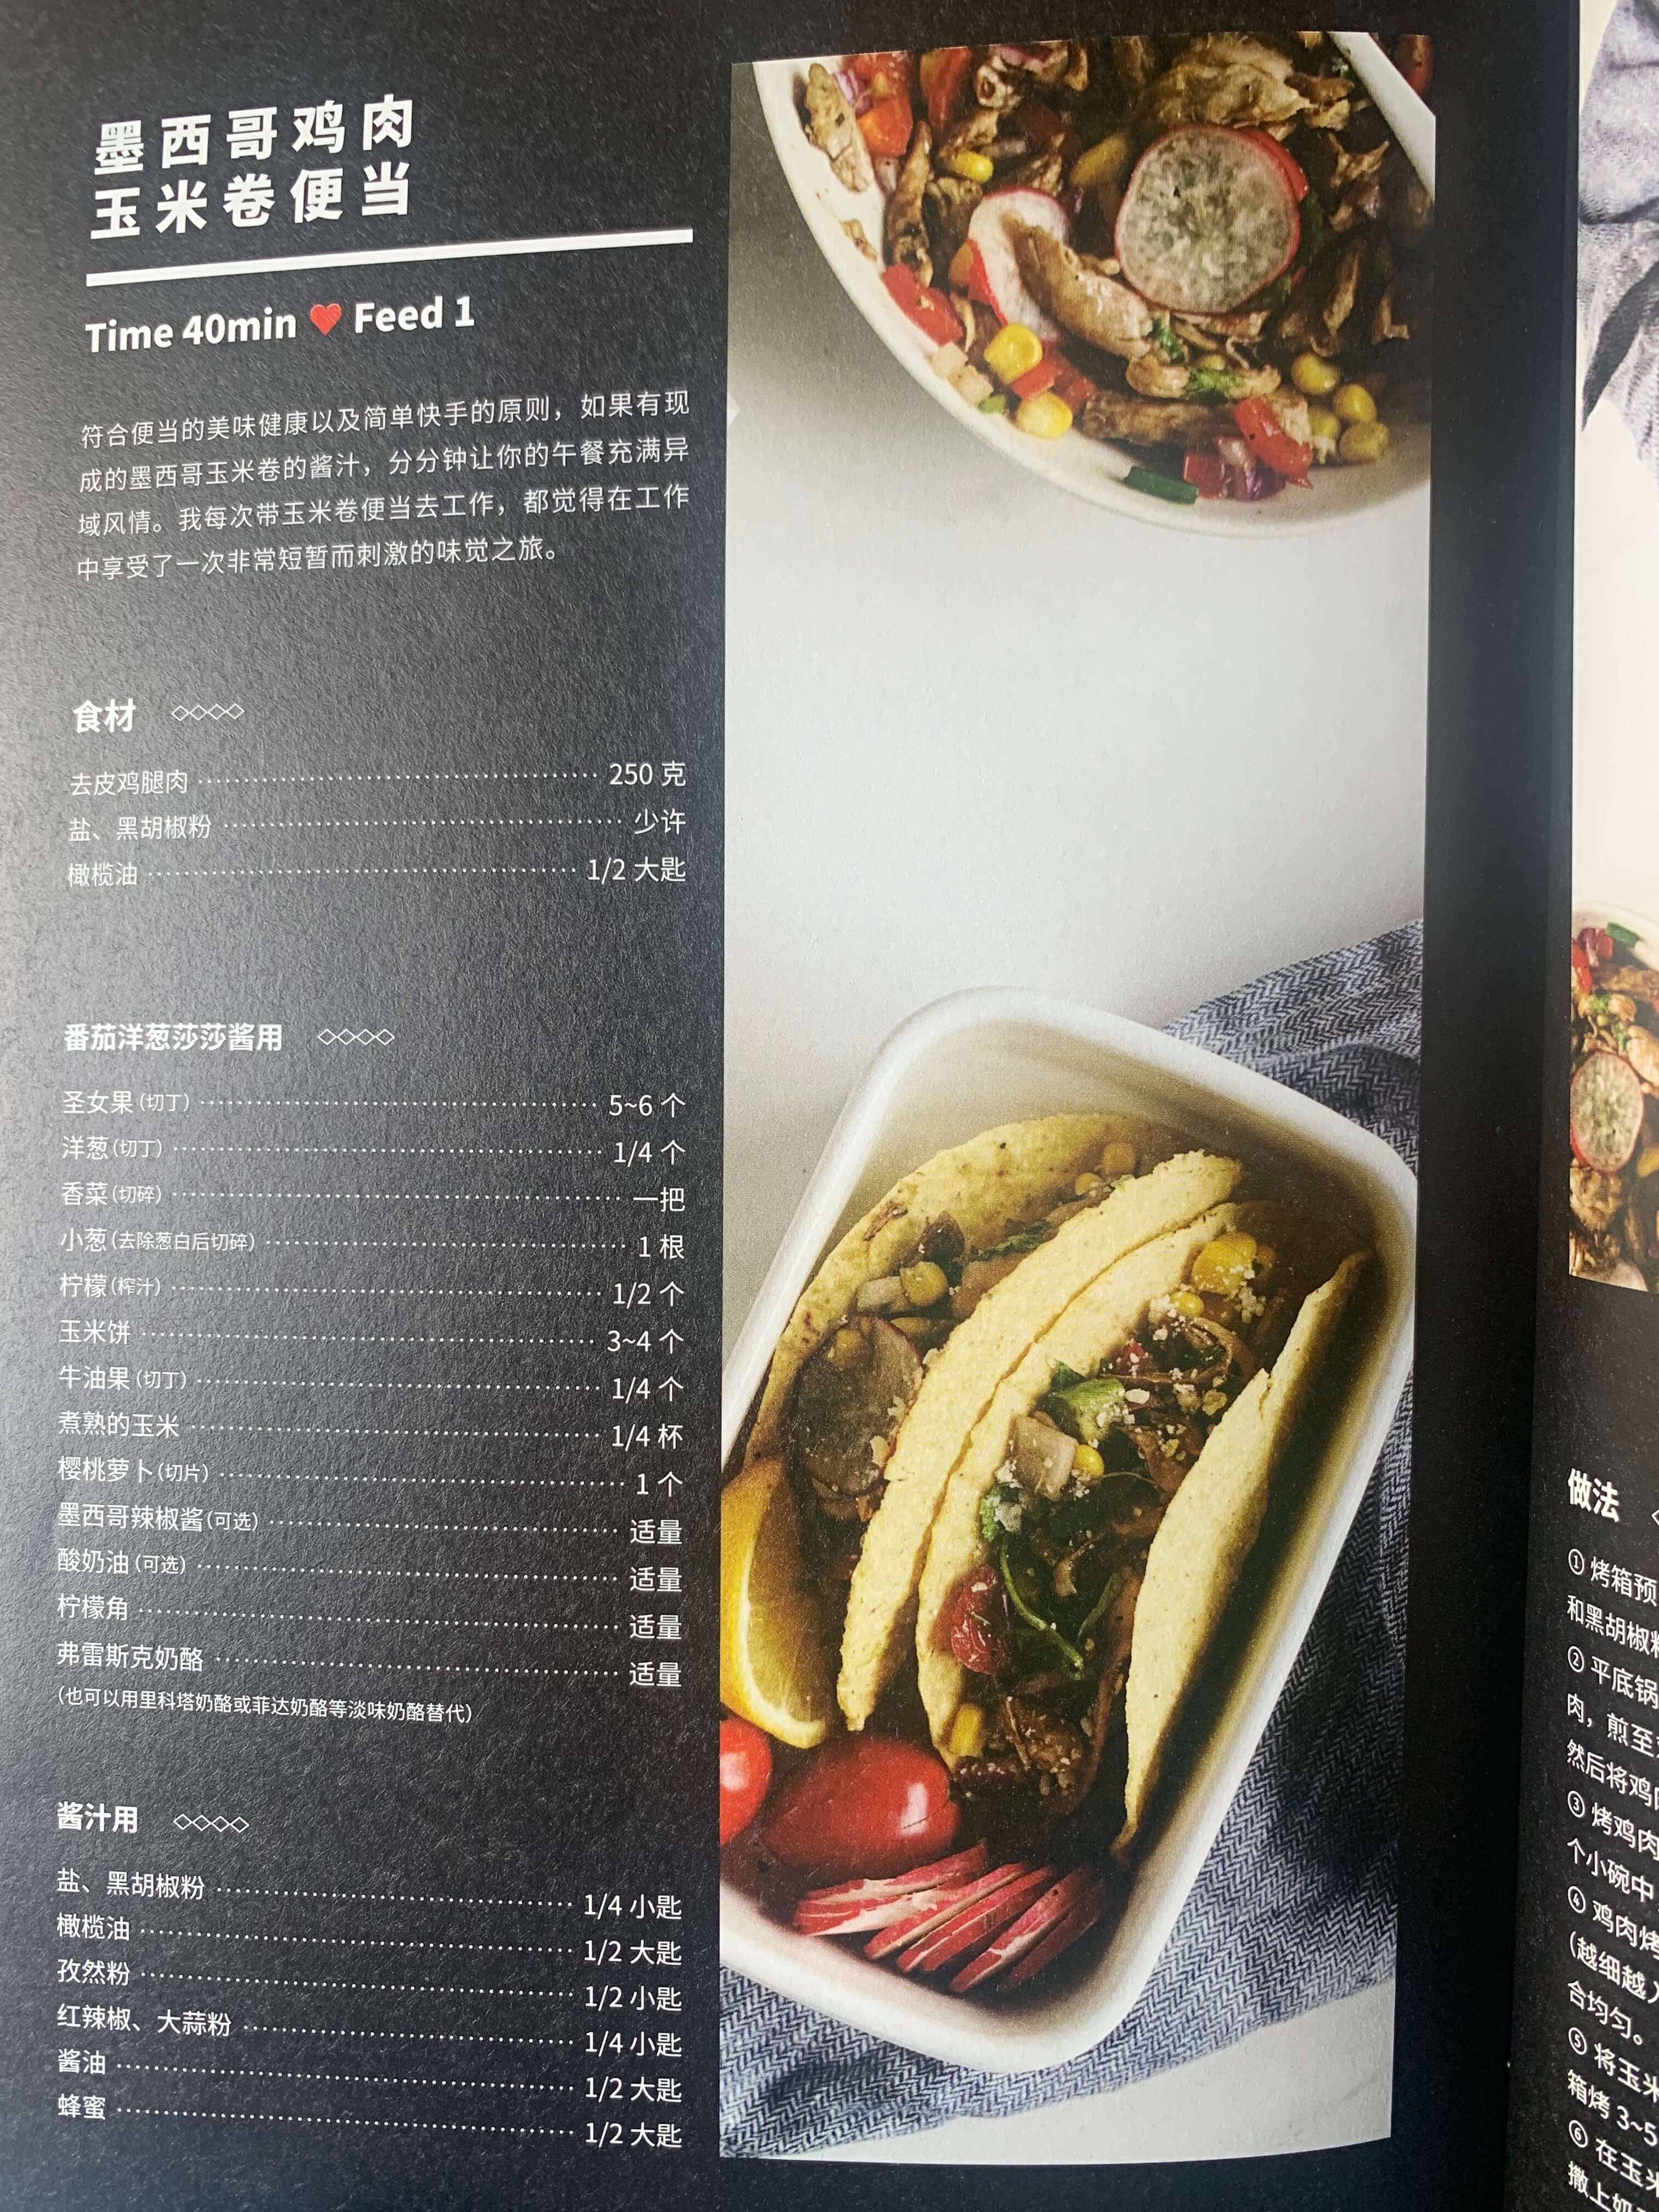 墨西哥鸡肉
玉米卷便当
Time 40min ❤ Feed 1
符合便当的美味健康以及简单快手的原则，如果有现
成的墨西哥玉米卷的酱汁，分分钟让你的午餐充满异
域风情。我每次带玉米卷便当去工作，都觉得在工作
中享受了一次非常短暂而刺激的味觉之旅。
食材
去皮鸡腿肉 250 克
盐、黑胡椒粉 少许
橄榄油 1/2 大匙
番茄洋葱莎莎酱用
圣女果(切丁) 5~6 个
洋葱(切丁) 1/4 个
香菜(切碎) 一把
小葱(去除葱白后切碎) 1 根
柠檬(榨汁) 1/2 个
玉米饼 3~4 个
牛油果(切丁) 1/4 个
煮熟的玉米 1/4 杯
樱桃萝卜(切片) 1 个
墨西哥辣椒酱(可选) 适量
酸奶油(可选) 适量
柠檬角 适量
弗雷斯克奶酪 适量
(也可以用里科塔奶酪或菲达奶酪等淡味奶酪替代)
酱汁用
盐、黑胡椒粉 1/4 小匙
橄榄油 1/2 大匙
孜然粉 1/2 小匙
红辣椒、大蒜粉 1/4 小匙
酱油 1/2 大匙
蜂蜜 1/2 大匙
做法
① 烤箱预
和黑胡椒
② 平底锅
肉，煎至
然后将鸡
③ 烤鸡肉
个小碗中
④ 鸡肉烤
(越细越
合均匀。
⑤ 将玉米
箱烤 3~5
⑥ 在玉米
撒上奶